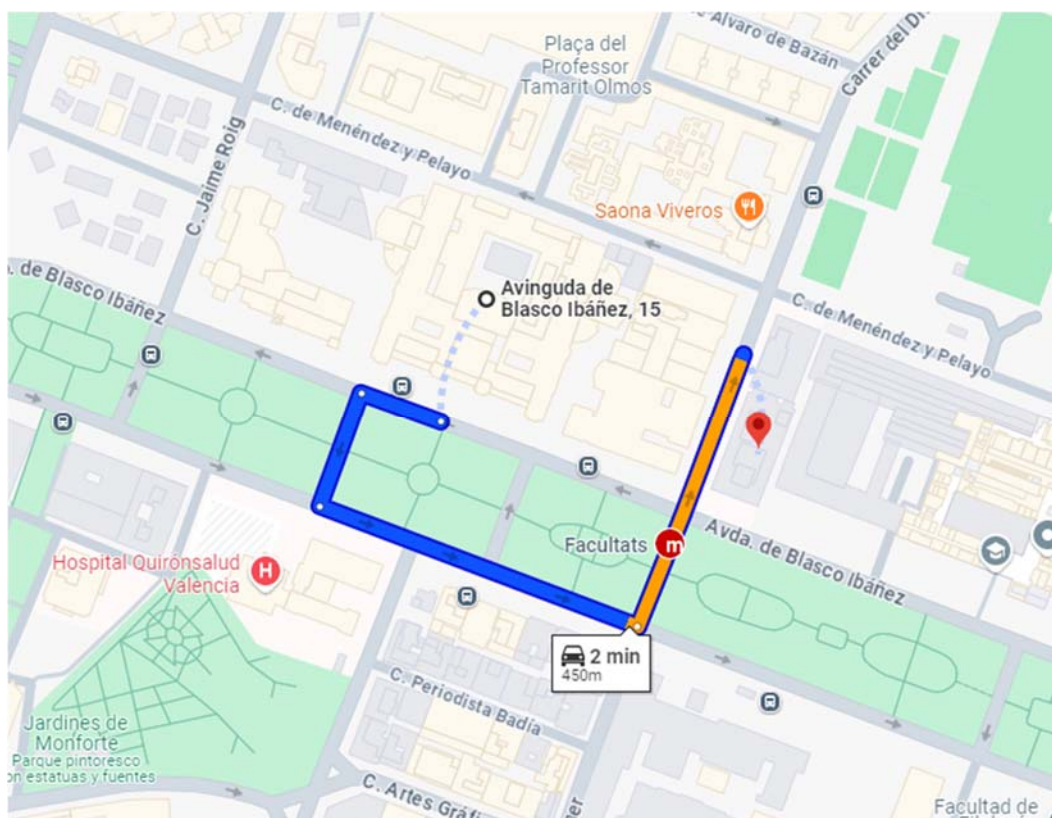 Plaça del
Professor
Tamarit Olmos
Alvaro de Bazán
Carrer del
C. de Menéndez y Pelayo
C. Jaime Roig
Saona Viveros
de Blasco Ibáñez
Avinguda de
Blasco Ibáñez, 15
C. de Menéndez y Pelayo
Facultats
m
Avda. de Blasco Ibáñez
Hospital Quirónsalud
Valencia
H
2 min
450m
C. Periodista Badía
Jardines de
Monforte
Parque pintoresco
on estatuas y fuentes
C. Artes Gráfi
Facultad de